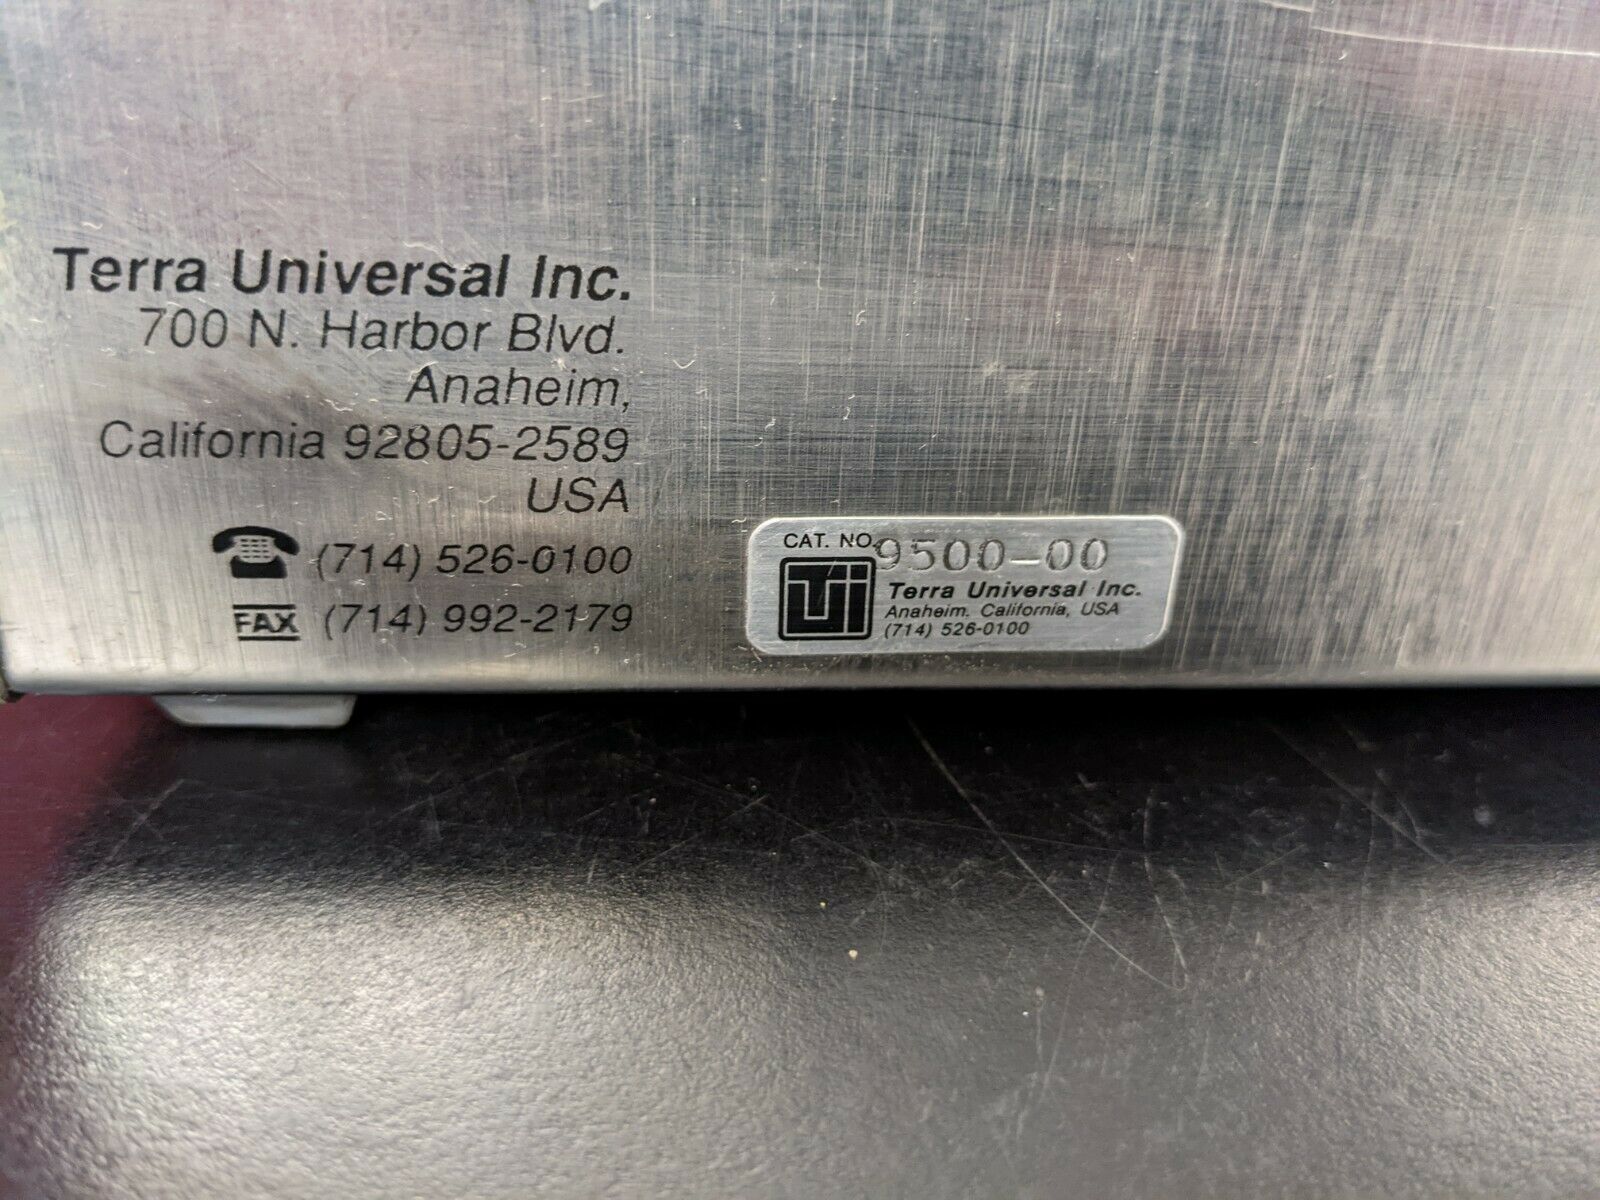 Terra Universal Inc.
700 N. Harbor Blvd.
Anaheim,
California 92805-2589
USA
(714) 526-0100
FAX (714) 992-2179
CAT. NO. 9500-00
TUi
Terra Universal Inc.
Anaheim, California, USA
(714) 526-0100